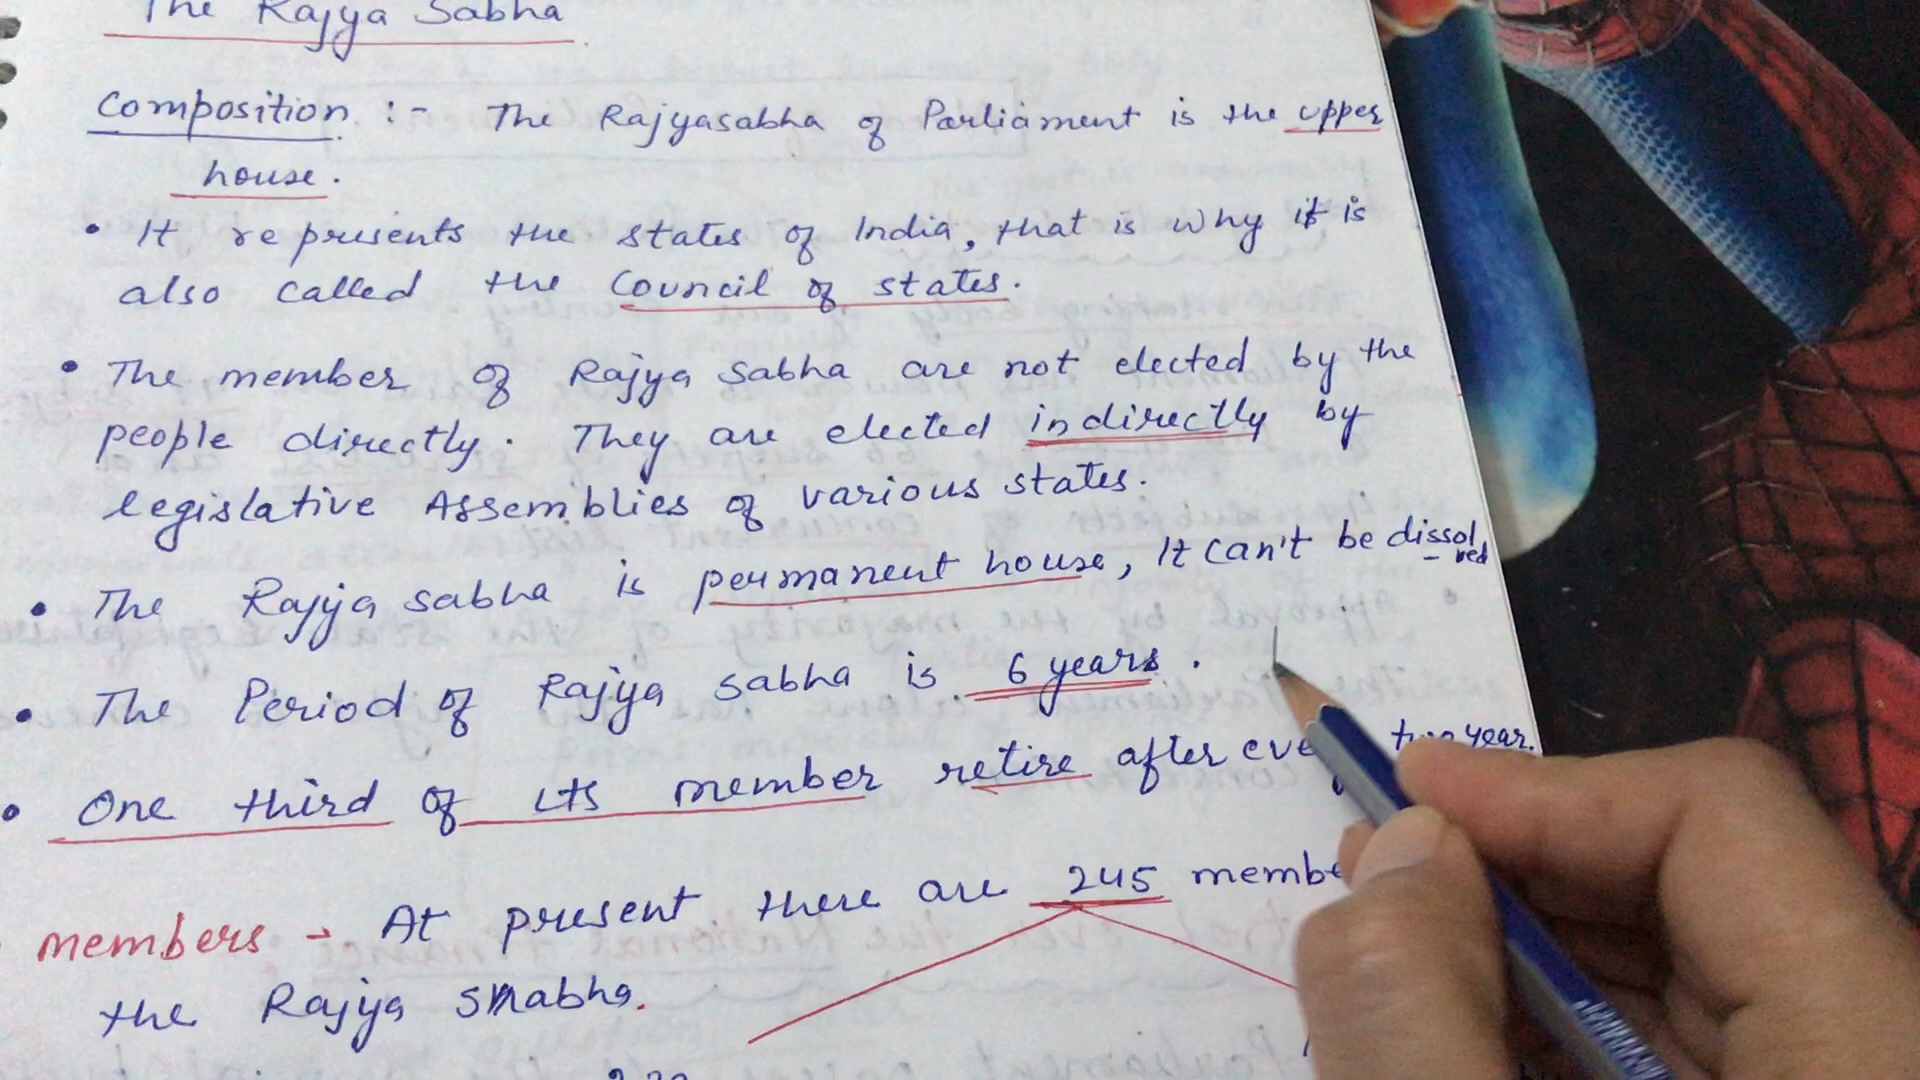 The Rajya Sabha
Composition :- The Rajyasabha of Parliament is the upper
house.
• It represents the states of India, that is why it is
also called the Council of states.
• The member of Rajya Sabha are not elected by the
people directly. They are elected indirectly by
legislative Assemblies of various states.
• The Rajya sabha is permanent house, It can't be dissol
- ved
• The Period of Rajya sabha is 6 years.
• One third of its member retire after every two year.
members - At present there are 245 membe
the Rajya Snabha.